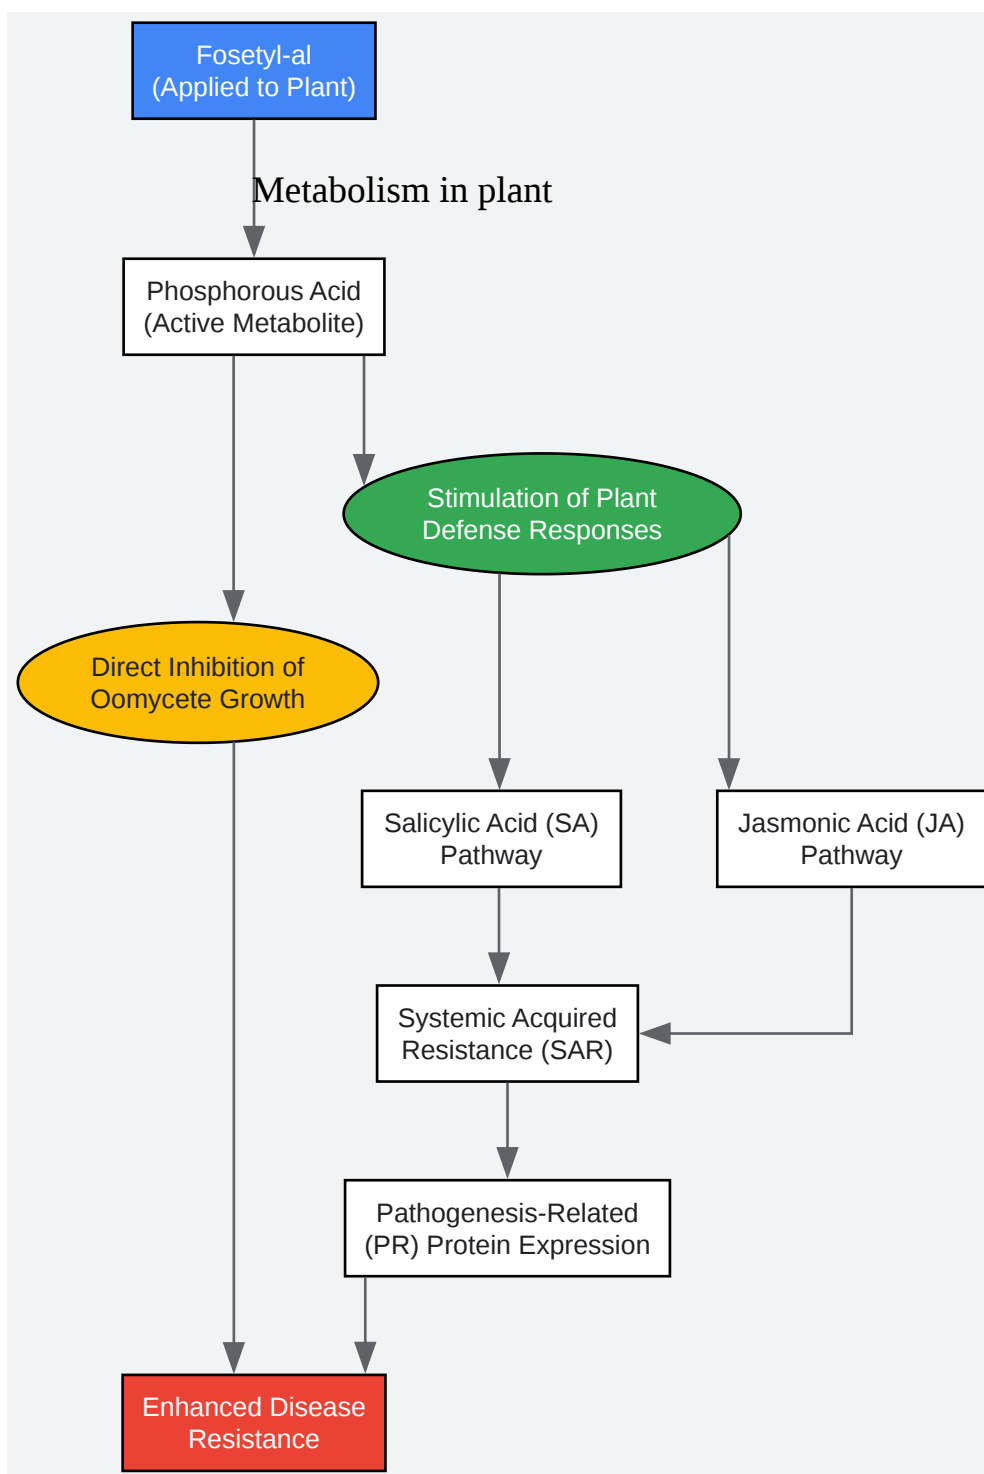 Fosetyl-al
(Applied to Plant)
Metabolism in plant
Phosphorous Acid
(Active Metabolite)
Stimulation of Plant
Defense Responses
Direct Inhibition of
Oomycete Growth
Salicylic Acid (SA)
Pathway
Jasmonic Acid (JA)
Pathway
Systemic Acquired
Resistance (SAR)
Pathogenesis-Related
(PR) Protein Expression
Enhanced Disease
Resistance